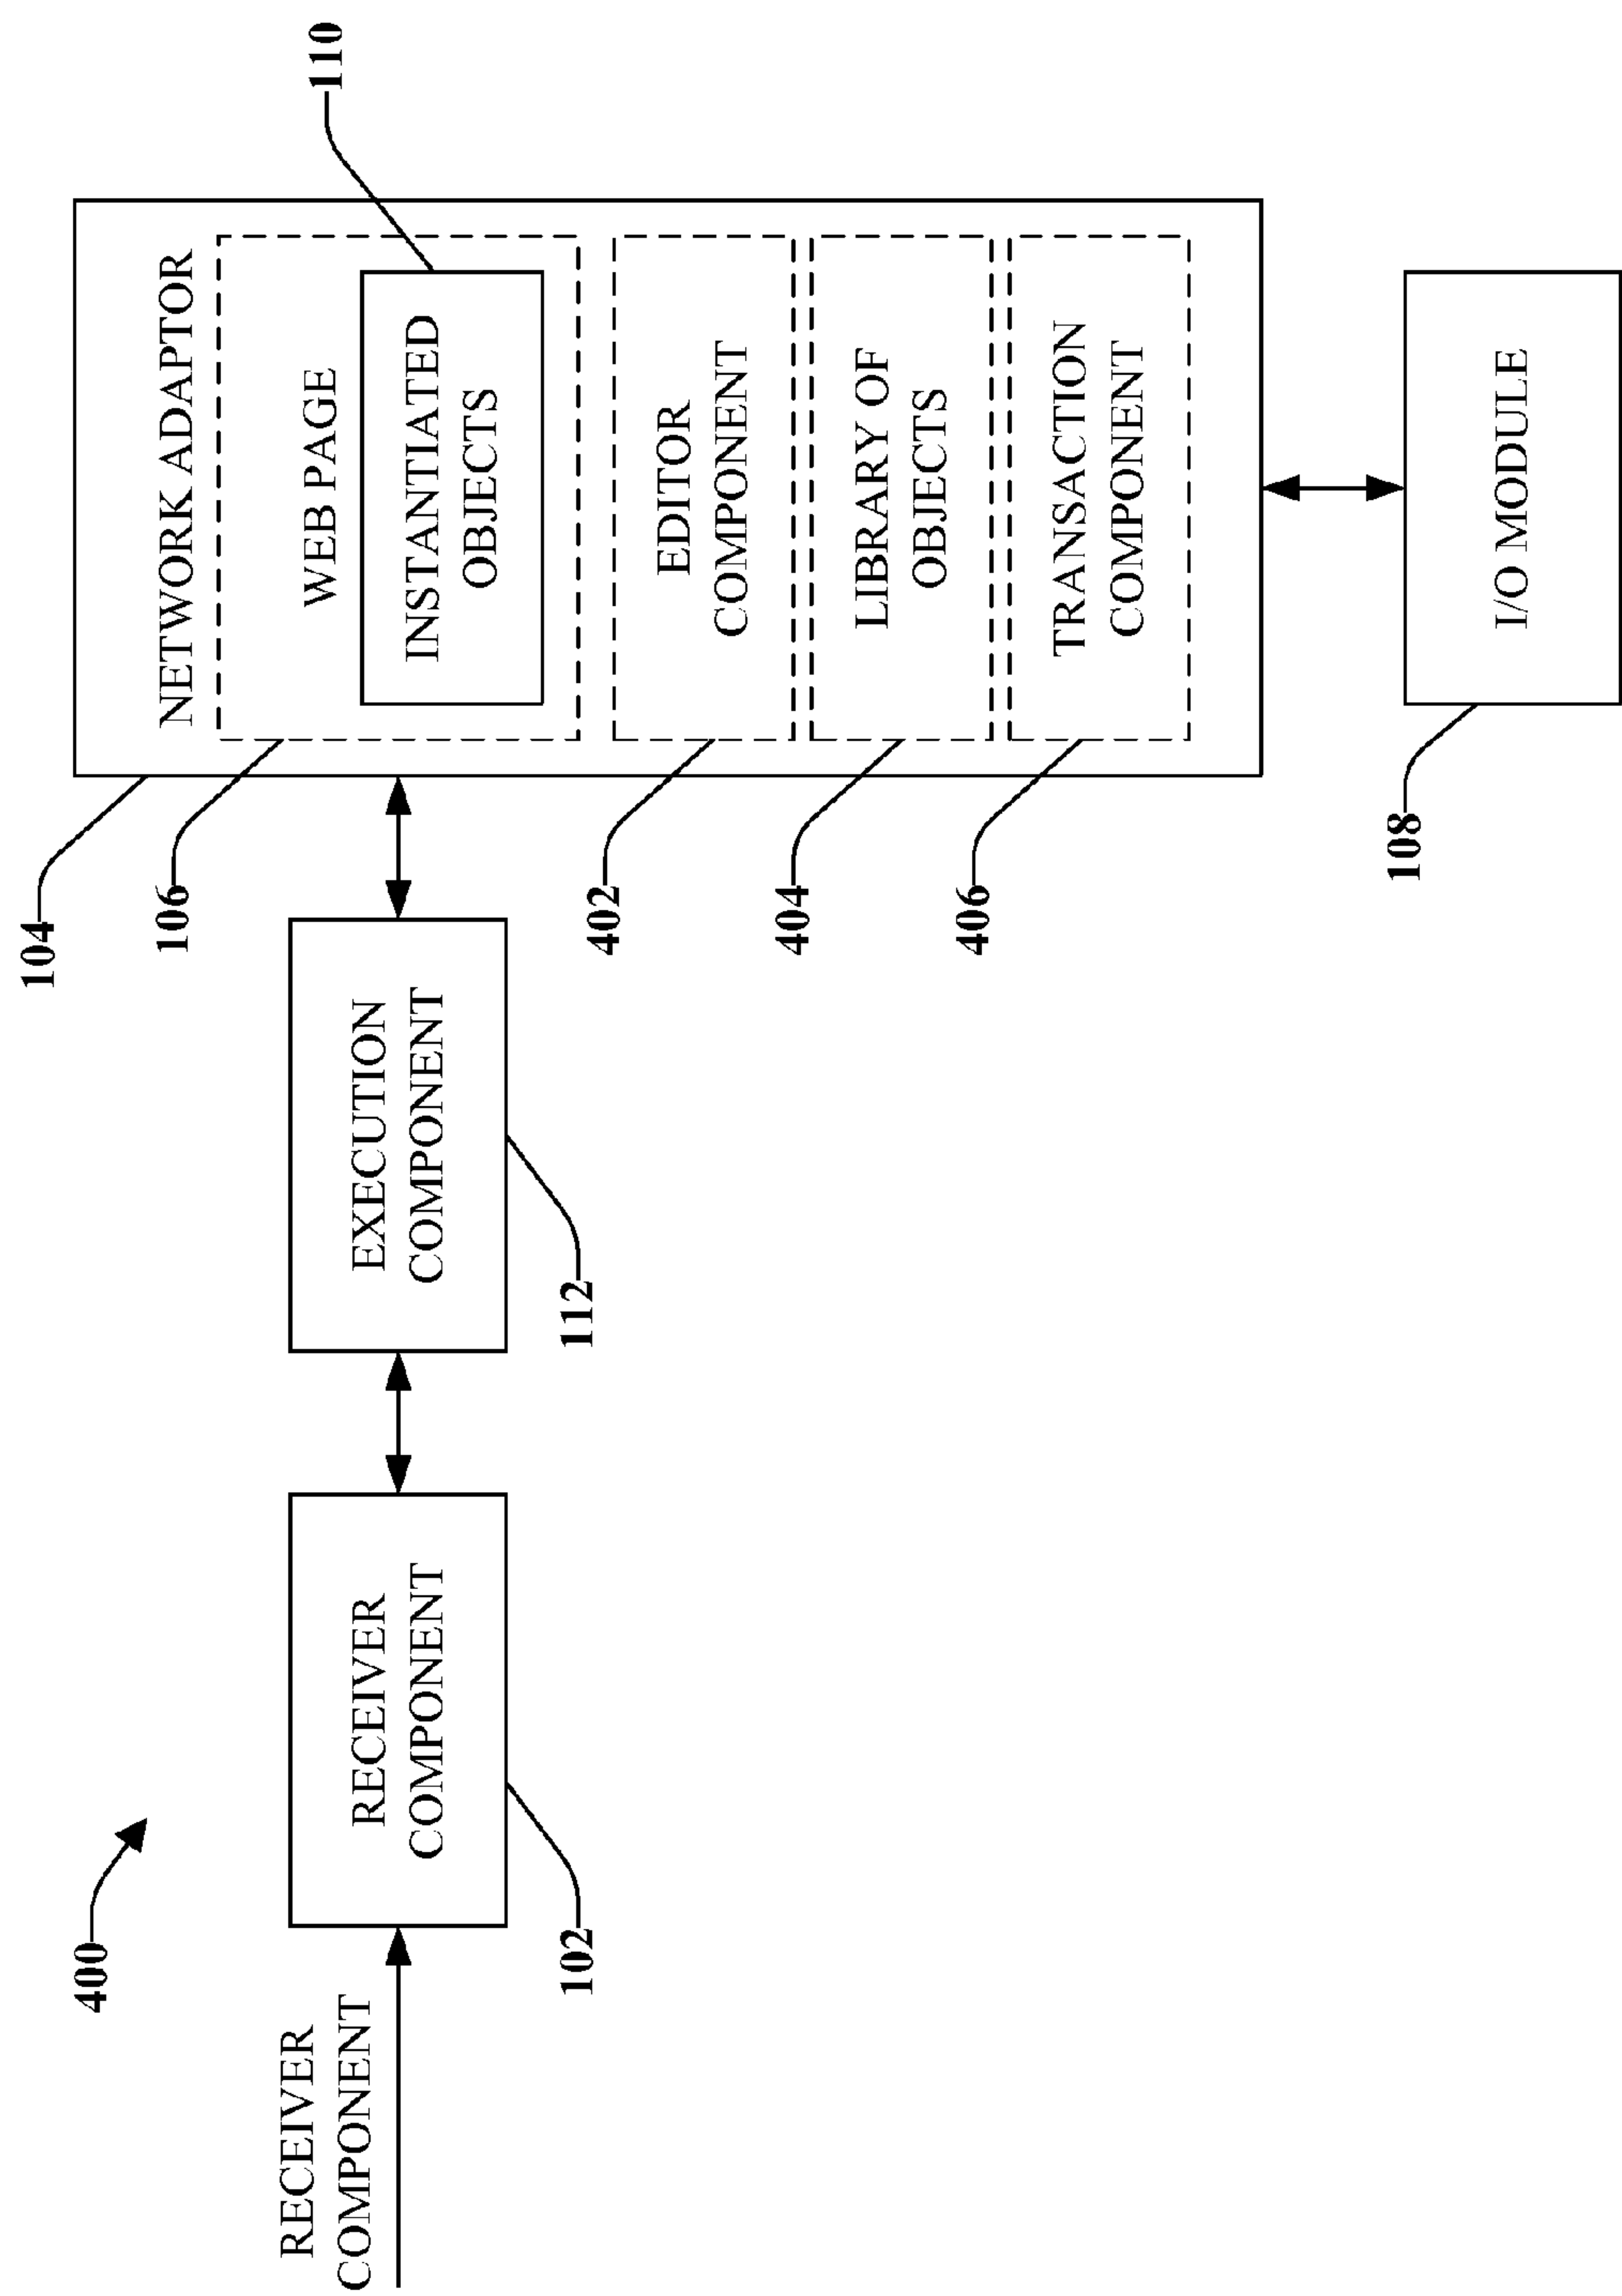 400
RECEIVER
COMPONENT
RECEIVER
COMPONENT
102
EXECUTION
COMPONENT
112
104
NETWORK ADAPTOR
106
WEB PAGE
INSTANTIATED
OBJECTS
110
402
EDITOR
COMPONENT
404
LIBRARY OF
OBJECTS
406
TRANSACTION
COMPONENT
108
I/O MODULE